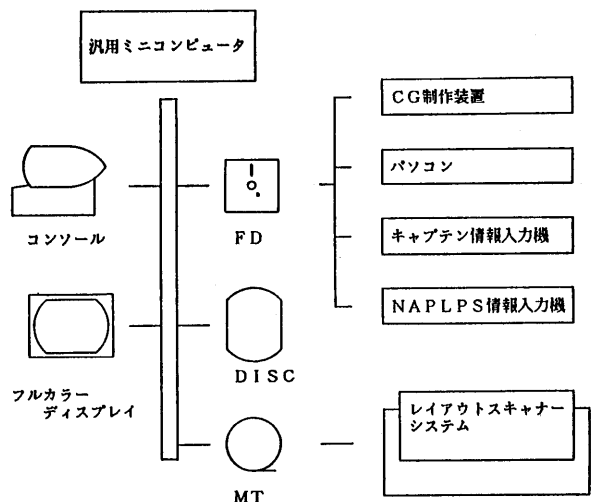 汎用ミニコンピュータ
CG制作装置
パソコン
コンソール
FD
キャプテン情報入力機
NAPLPS情報入力機
DISC
フルカラー
ディスプレイ
レイアウトスキャナー
システム
MT